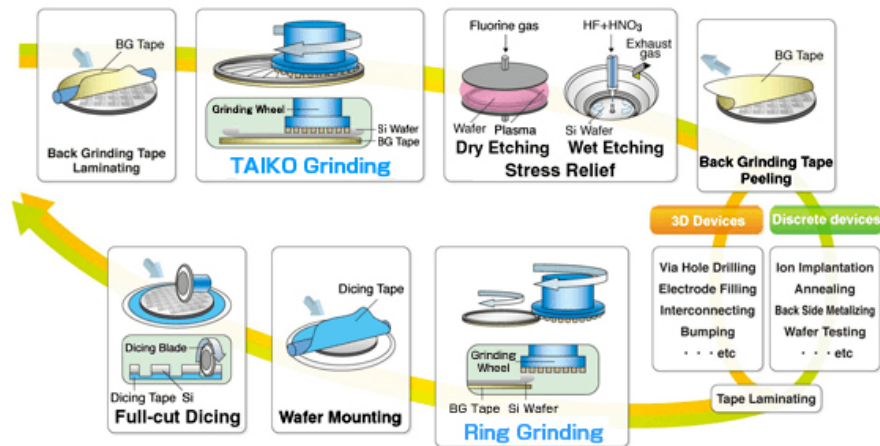 BG Tape
Back Grinding Tape
Laminating
Grinding Wheel
Si Wafer
BG Tape
TAIKO Grinding
Fluorine gas
HF+HNO₃
Exhaust
gas
Wafer
Plasma
Si Wafer
Dry Etching
Wet Etching
Stress Relief
BG Tape
Back Grinding Tape
Peeling
3D Devices
Discrete devices
Via Hole Drilling
Electrode Filling
Interconnecting
Bumping
・・・etc
Ion Implantation
Annealing
Back Side Metalizing
Wafer Testing
・・・etc
Tape Laminating
Dicing Blade
Dicing Tape
Si
Full-cut Dicing
Dicing Tape
Wafer Mounting
Grinding
Wheel
BG Tape
Si Wafer
Ring Grinding